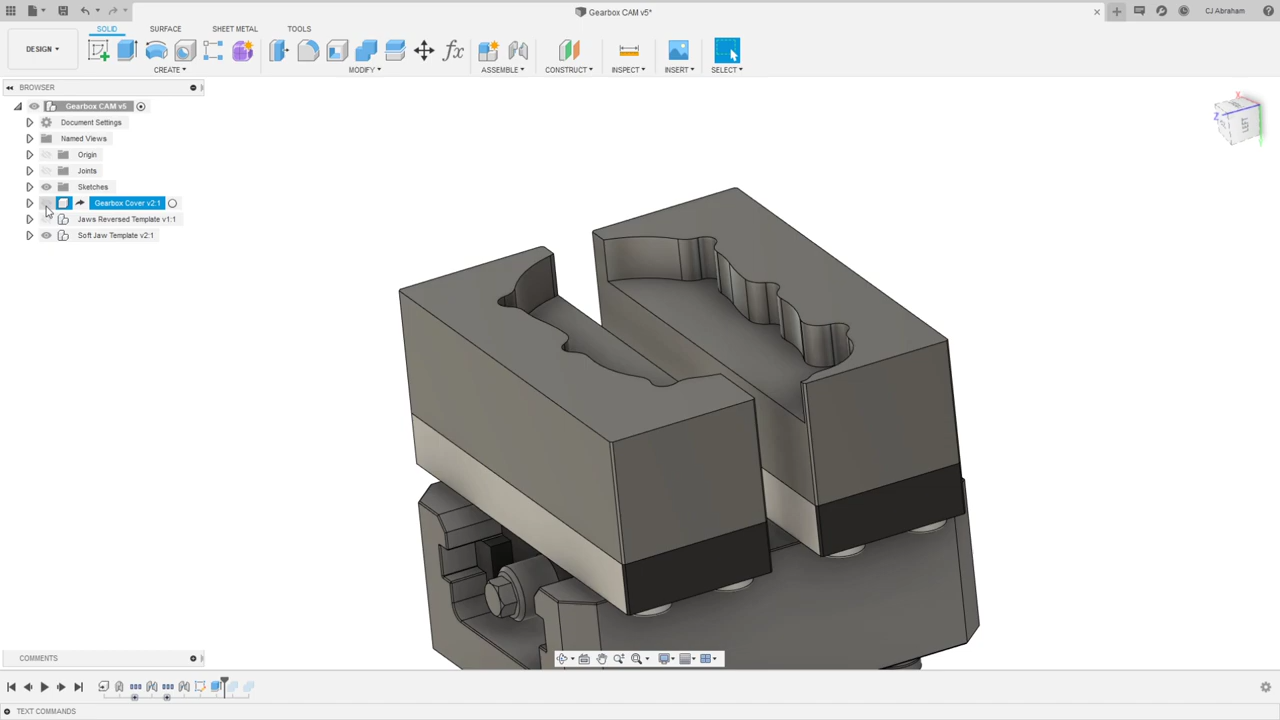 Gearbox CAM v5*
CJ Abraham
DESIGN
SOLID
SURFACE
SHEET METAL
TOOLS
fx
CREATE
MODIFY
ASSEMBLE
CONSTRUCT
INSPECT
INSERT
SELECT
BROWSER
Gearbox CAM v5
Document Settings
Named Views
Origin
Joints
Sketches
Gearbox Cover v2:1
Jaws Reversed Template v1:1
Soft Jaw Template v2:1
X
Z
LEFT
COMMENTS
TEXT COMMANDS